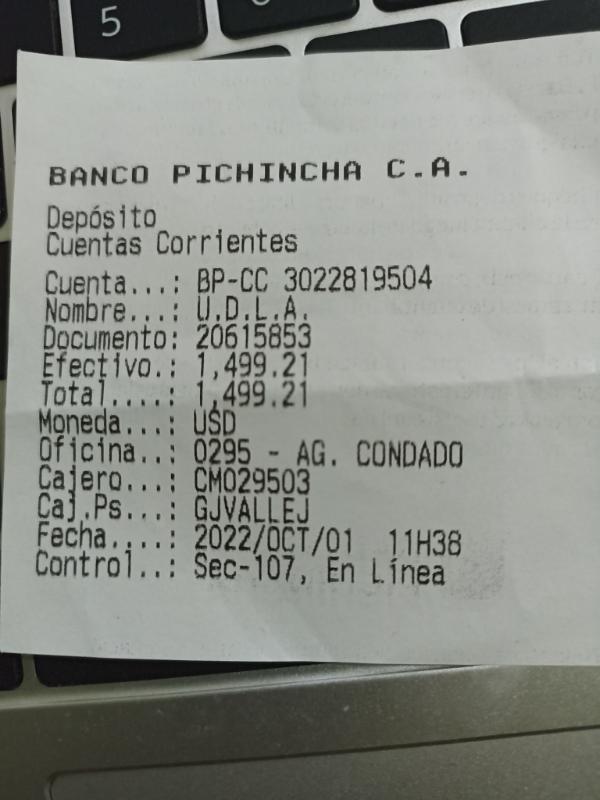 5
BANCO PICHINCHA C.A.
Depósito
Cuentas Corrientes
Cuenta...: BP-CC 3022819504
Nombre...: U.D.L.A.
Documento: 20615853
Efectivo.: 1,499.21
Total....: 1,499.21
Moneda...: USD
Oficina..: 0295 - AG. CONDADO
Cajero...: CM029503
Caj.Ps...: GJVALLEJ
Fecha....: 2022/OCT/01 11H38
Control..: Sec-107, En Línea